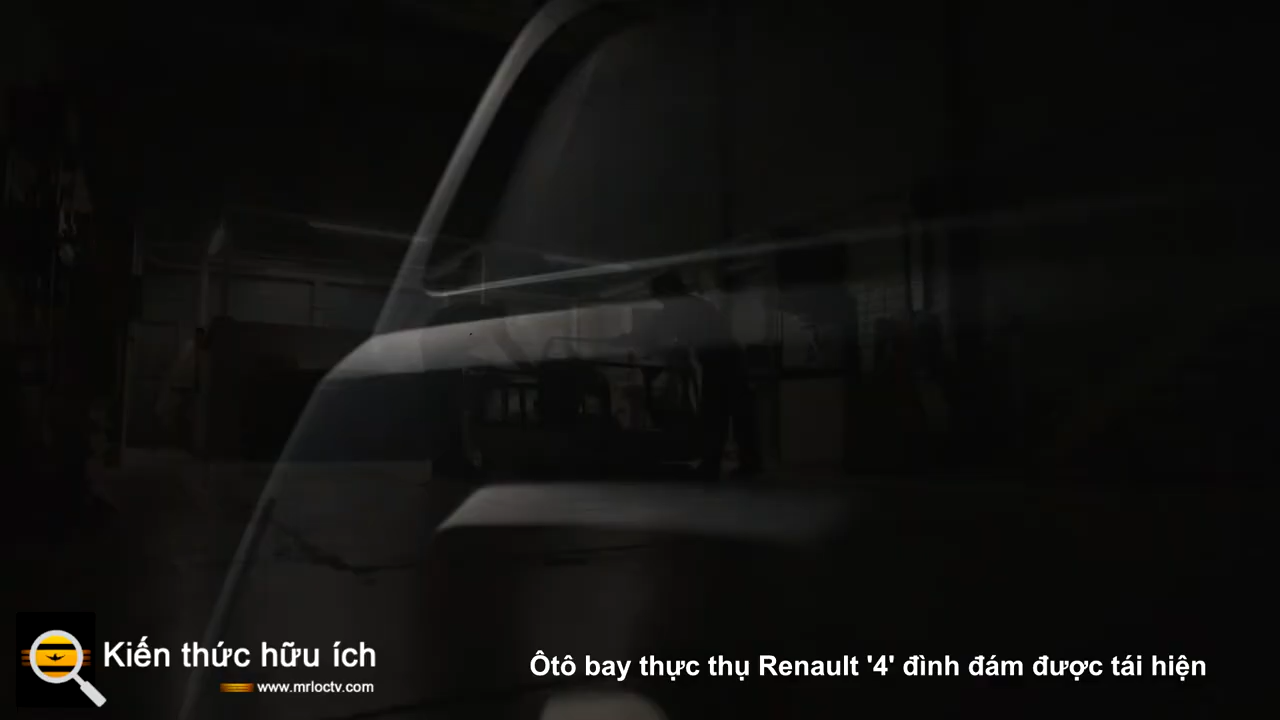 Kiến thức hữu ích
www.mrloctv.com
Ôtô bay thực thụ Renault '4' đình đám được tái hiện